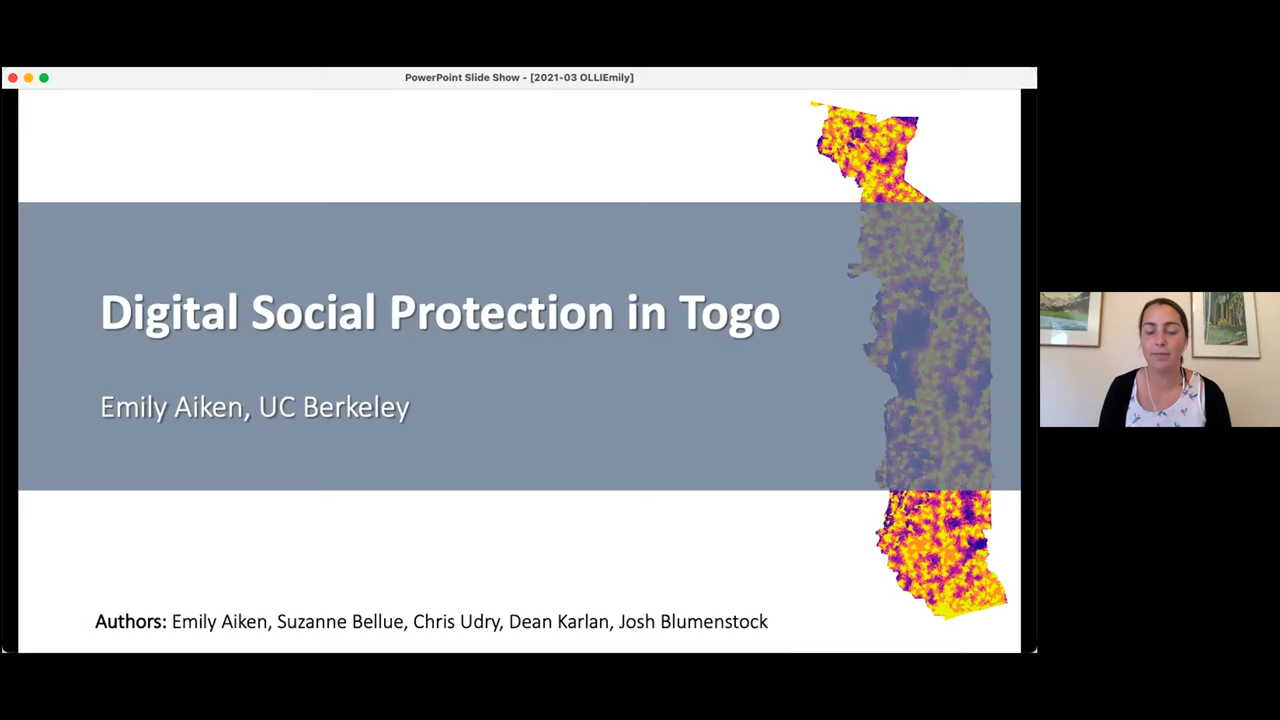 PowerPoint Slide Show - [2021-03 OLLIEmily]
Digital Social Protection in Togo
Emily Aiken, UC Berkeley
Authors: Emily Aiken, Suzanne Bellue, Chris Udry, Dean Karlan, Josh Blumenstock